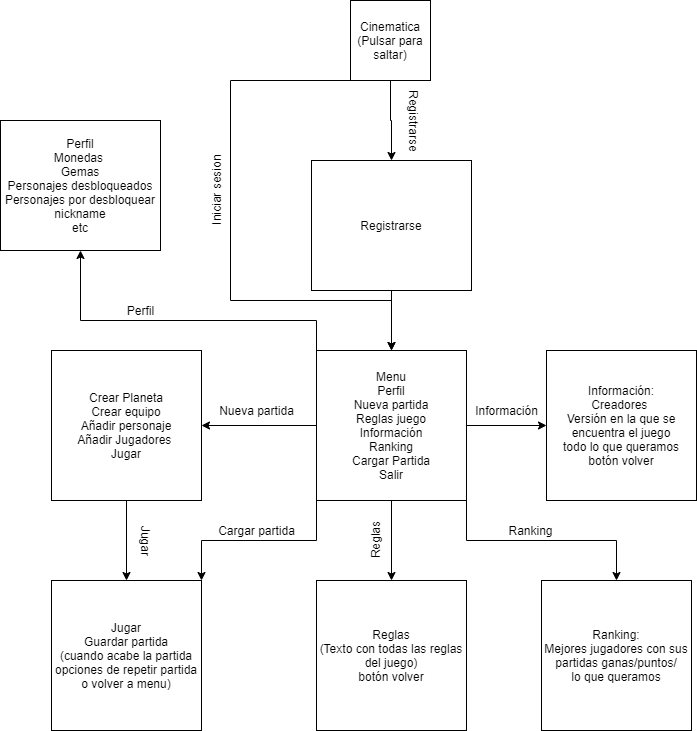 Cinematica
(Pulsar para
saltar)
Registrarse
Iniciar sesion
Perfil
Monedas
Gemas
Personajes desbloqueados
Personajes por desbloquear
nickname
etc
Registrarse
Perfil
Crear Planeta
Crear equipo
Añadir personaje
Añadir Jugadores
Jugar
Nueva partida
Menu
Perfil
Nueva partida
Reglas juego
Información
Ranking
Cargar Partida
Salir
Información
Información:
Creadores
Versión en la que se
encuentra el juego
todo lo que queramos
botón volver
Jugar
Cargar partida
Reglas
Ranking
Jugar
Guardar partida
(cuando acabe la partida
opciones de repetir partida
o volver a menu)
Reglas
(Texto con todas las reglas
del juego)
botón volver
Ranking:
Mejores jugadores con sus
partidas ganas/puntos/
lo que queramos